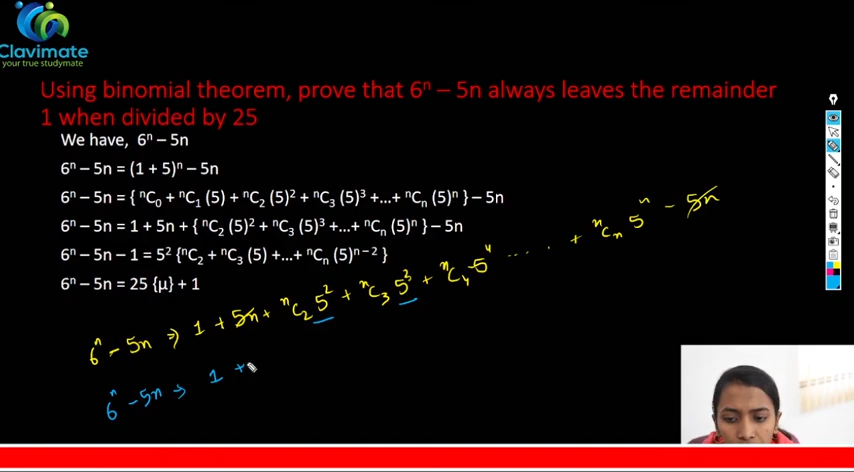 Clavimate
your true studymate
Using binomial theorem, prove that 6ⁿ – 5n always leaves the remainder
1 when divided by 25
We have, 6ⁿ – 5n
6ⁿ – 5n = (1 + 5)ⁿ – 5n
6ⁿ – 5n = { ⁿC₀ + ⁿC₁ (5) + ⁿC₂ (5)² + ⁿC₃ (5)³ +...+ ⁿCₙ (5)ⁿ } – 5n
6ⁿ – 5n = 1 + 5n + { ⁿC₂ (5)² + ⁿC₃ (5)³ +...+ ⁿCₙ (5)ⁿ } – 5n
6ⁿ – 5n – 1 = 5² {ⁿC₂ + ⁿC₃ (5) +...+ ⁿCₙ (5)ⁿ⁻² }
6ⁿ – 5n = 25 {μ} + 1
6ⁿ – 5n ⇒ 1 + 5n + ⁿC₂ 5² + ⁿC₃ 5³ + ⁿC₄ 5⁴ ..... + ⁿCₙ 5ⁿ – 5n
6ⁿ – 5n ⇒ 1 +